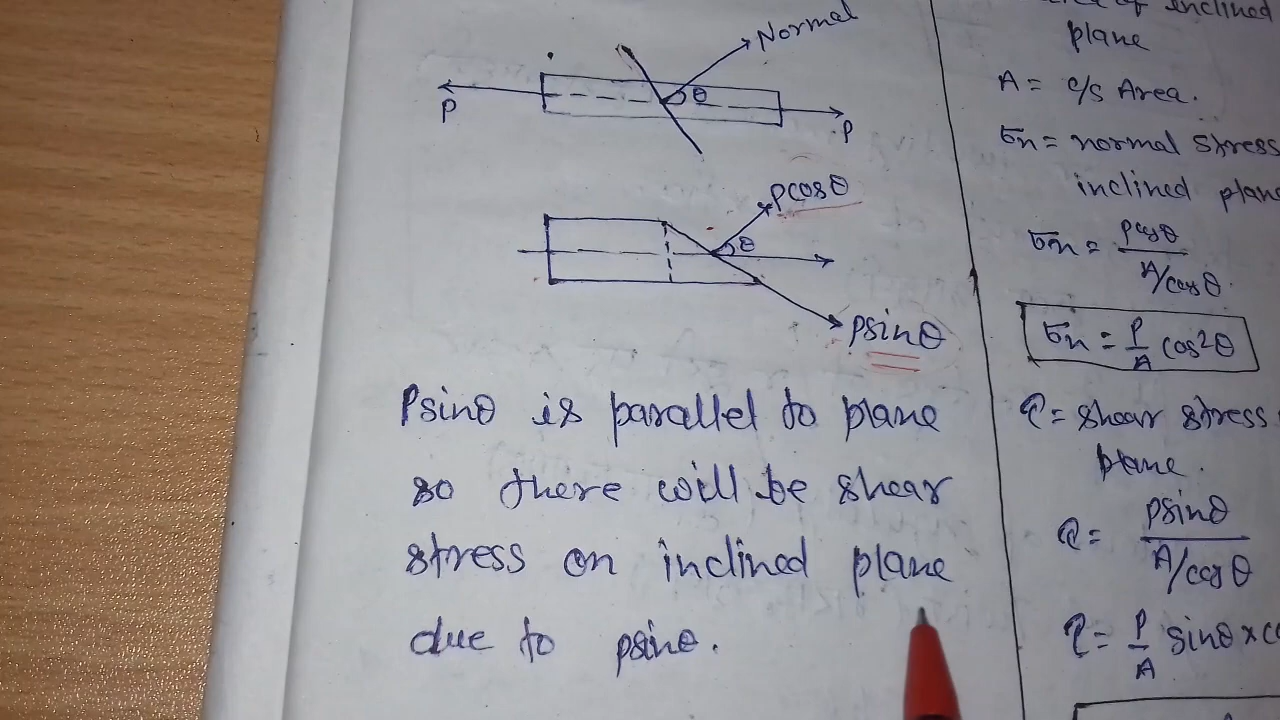 Normal
θ
P
P
Pcosθ
θ
Psinθ
Psinθ is parallel to plane
so there will be shear
stress on inclined plane
due to psinθ.
of inclined
plane
A = c/s Area.
σn = normal stress
inclined plane
σn = Pcosθ
A/cosθ
σn = P/A cos2θ
τ = shear stress
plane.
τ = Psinθ
A/cosθ
τ = P/A sinθ x